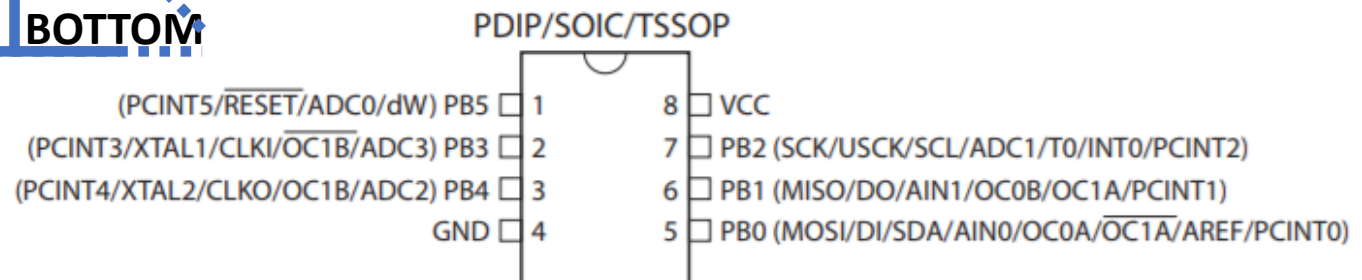 BOTTOM
PDIP/SOIC/TSSOP
(PCINT5/RESET/ADC0/dW) PB5 1 8 VCC
(PCINT3/XTAL1/CLKI/OC1B/ADC3) PB3 2 7 PB2 (SCK/USCK/SCL/ADC1/T0/INT0/PCINT2)
(PCINT4/XTAL2/CLKO/OC1B/ADC2) PB4 3 6 PB1 (MISO/DO/AIN1/OC0B/OC1A/PCINT1)
GND 4 5 PB0 (MOSI/DI/SDA/AIN0/OC0A/OC1A/AREF/PCINT0)